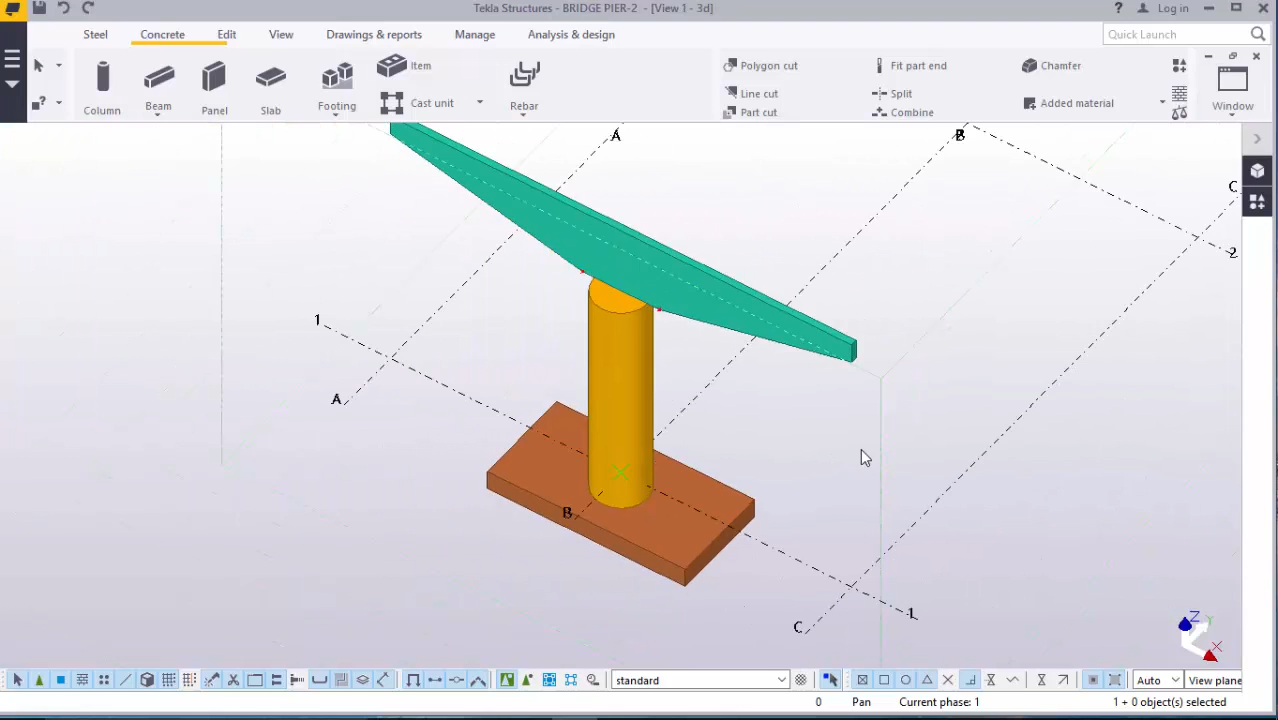 Tekla Structures - BRIDGE PIER-2 - [View 1 - 3d]
? Log in
Steel Concrete Edit View Drawings & reports Manage Analysis & design
Quick Launch
Column Beam Panel Slab Footing
Item
Cast unit
Rebar
Polygon cut
Line cut
Part cut
Fit part end
Split
Combine
Chamfer
Added material
Window
A
B
C
2
1
A
B
C
1
Z
Y
X
standard
Auto
View plane
0 Pan Current phase: 1 1 + 0 object(s) selected